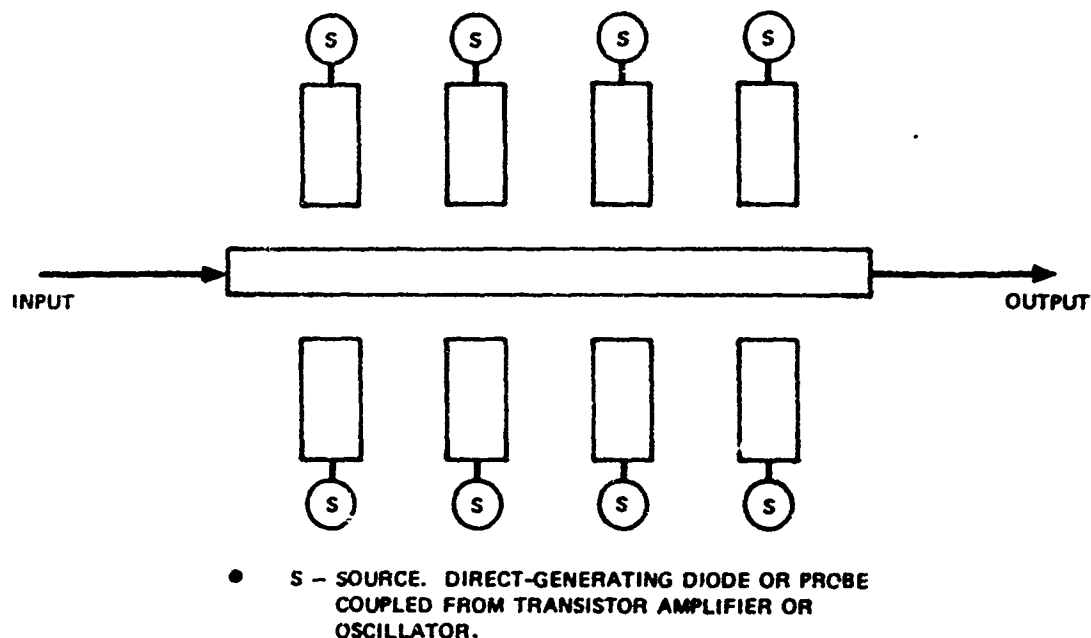 S S S S
INPUT OUTPUT
S S S S
● S – SOURCE. DIRECT-GENERATING DIODE OR PROBE
COUPLED FROM TRANSISTOR AMPLIFIER OR
OSCILLATOR.